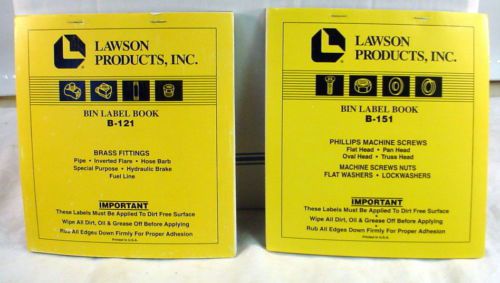 LAWSON
PRODUCTS, INC.
BIN LABEL BOOK
B-121
BRASS FITTINGS
Pipe • Inverted Flare • Hose Barb
Special Purpose • Hydraulic Brake
Fuel Line
IMPORTANT
These Labels Must Be Applied To Dirt Free Surface
•
Wipe All Dirt, Oil & Grease Off Before Applying
•
Rub All Edges Down Firmly For Proper Adhesion
Printed in U.S.A.
LAWSON
PRODUCTS, INC.
BIN LABEL BOOK
B-151
PHILLIPS MACHINE SCREWS
Flat Head • Pan Head
Oval Head • Truss Head
MACHINE SCREWS NUTS
FLAT WASHERS • LOCKWASHERS
IMPORTANT
These Labels Must Be Applied To Dirt Free Surface
•
Wipe All Dirt, Oil & Grease Off Before Applying
•
Rub All Edges Down Firmly For Proper Adhesion
Printed in U.S.A.